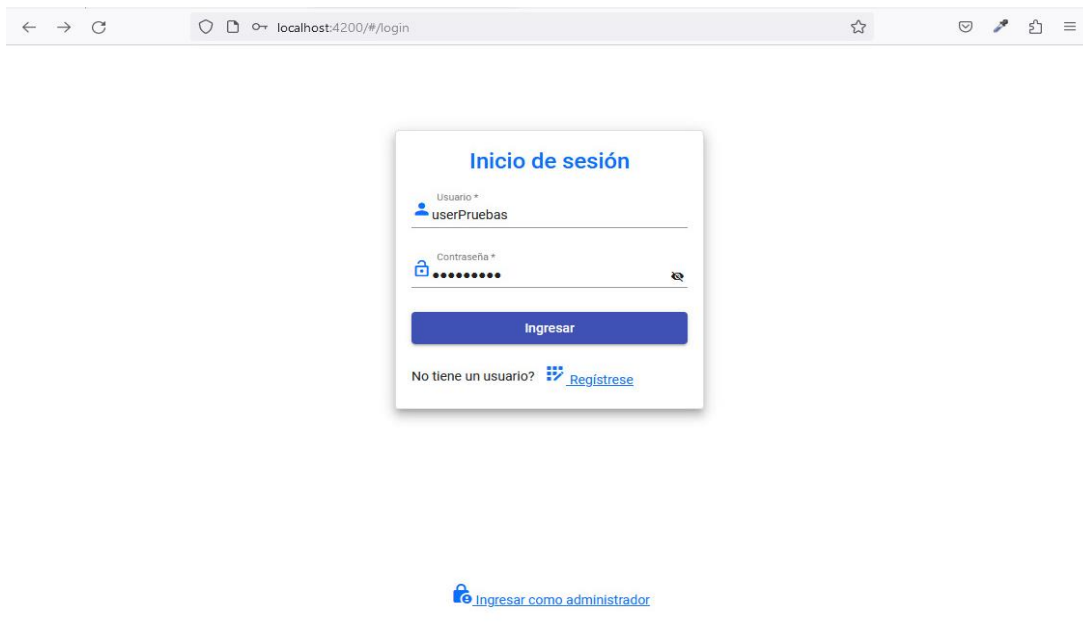 localhost:4200/#/login
Inicio de sesión
Usuario *
userPruebas
Contraseña *
•••••••••
Ingresar
No tiene un usuario? Regístrese
Ingresar como administrador